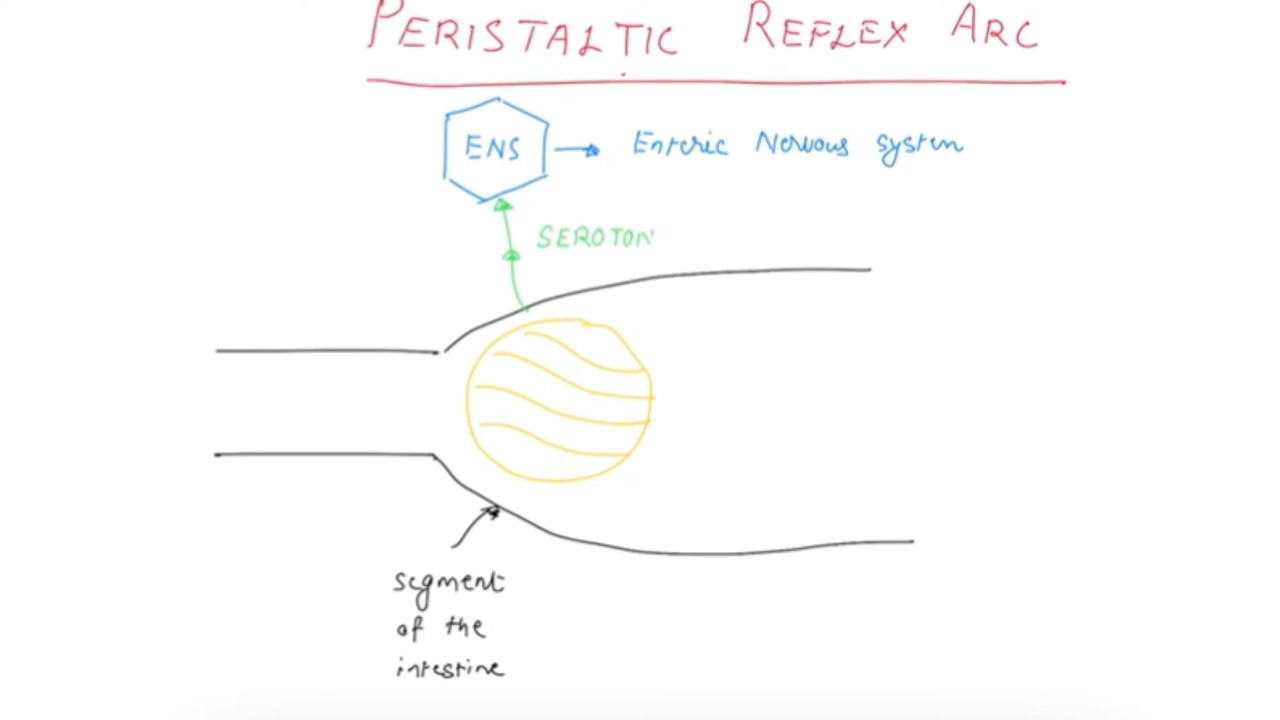 PERISTALTIC REFLEX ARC
ENS → Enteric Nervous system
SEROTON
segment
of the
intestine